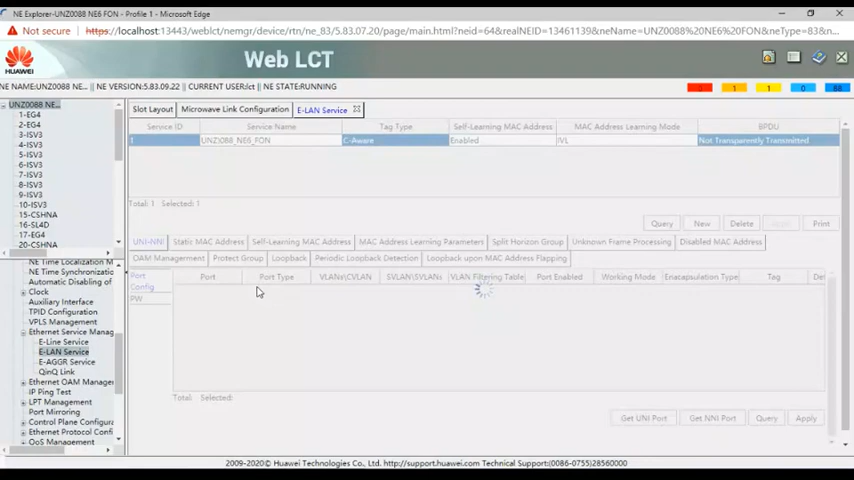 NE Explorer-UNZ0088 NE6 FON - Profile 1 - Microsoft Edge
Not secure https://localhost:13443/weblct/nemgr/device/rtn/ne_83/5.83.07.20/page/main.html?neid=64&realNEID=13461139&neName=UNZ0088%20NE6%20FON&neType=83&nu...
HUAWEI
Web LCT
NE NAME:UNZ0088 NE... || NE VERSION:5.83.09.22 || CURRENT USER:lct || NE STATE:RUNNING
0 1 1 0 88
UNZ0088 NE...
1-EG4
2-EG4
3-ISV3
4-ISV3
5-ISV3
6-ISV3
7-ISV3
8-ISV3
9-ISV3
10-ISV3
15-CSHNA
16-SL4D
17-EG4
20-CSHNA
NE Time Localization M
NE Time Synchronizatio
Automatic Disabling of
Clock
Auxiliary Interface
TPID Configuration
VPLS Management
Ethernet Service Manag
E-Line Service
E-LAN Service
E-AGGR Service
QinQ Link
Ethernet OAM Manager
IP Ping Test
LPT Management
Port Mirroring
Control Plane Configura
Ethernet Protocol Confi
QoS Management
Slot Layout Microwave Link Configuration E-LAN Service
Service ID Service Name Tag Type Self-Learning MAC Address MAC Address Learning Mode BPDU
1 UNZ\088_NE6_FON C-Aware Enabled IVL Not Transparently Transmitted
Total: 1 Selected: 1
Query New Delete Apply Print
UNI-NNI Static MAC Address Self-Learning MAC Address MAC Address Learning Parameters Split Horizon Group Unknown Frame Processing Disabled MAC Address
OAM Management Protect Group Loopback Periodic Loopback Detection Loopback upon MAC Address Flapping
Port Config
PW
Port Port Type VLANs\CVLAN SVLAN\SVLANs VLAN Filtering Table Port Enabled Working Mode Enacapsulation Type Tag Def
Total: Selected:
Get UNI Port Get NNI Port Query Apply
2009-2020© Huawei Technologies Co., Ltd http://support.huawei.com Technical Support:(0086-0755)28560000